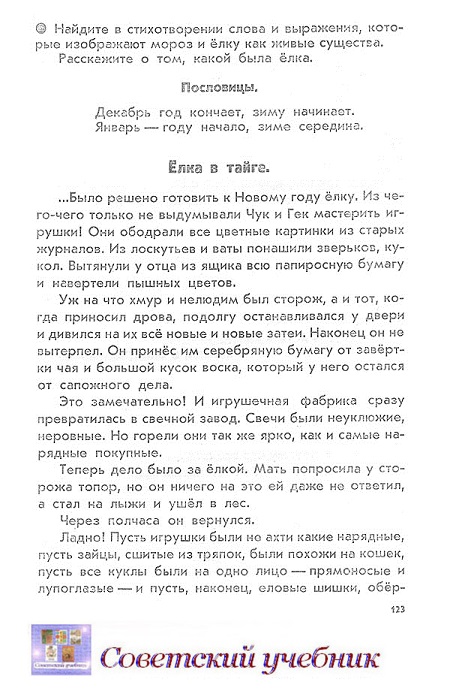 Найдите в стихотворении слова и выражения, кото-
рые изображают мороз и ёлку как живые существа.
Расскажите о том, какой была ёлка.
Пословицы.
Декабрь год кончает, зиму начинает.
Январь — году начало, зиме середина.
Ёлка в тайге.
...Было решено готовить к Новому году ёлку. Из че-
го-чего только не выдумывали Чук и Гек мастерить иг-
рушки! Они ободрали все цветные картинки из старых
журналов. Из лоскутьев и ваты понашили зверьков, ку-
кол. Вытянули у отца из ящика всю папиросную бумагу
и навертели пышных цветов.
Уж на что хмур и нелюдим был сторож, а и тот, ко-
гда приносил дрова, подолгу останавливался у двери
и дивился на их всё новые и новые затеи. Наконец он не
вытерпел. Он принёс им серебряную бумагу от завёрт-
ки чая и большой кусок воска, который у него остался
от сапожного дела.
Это замечательно! И игрушечная фабрика сразу
превратилась в свечной завод. Свечи были неуклюжие,
неровные. Но горели они так же ярко, как и самые на-
рядные покупные.
Теперь дело было за ёлкой. Мать попросила у сто-
рожа топор, но он ничего на это ей даже не ответил,
а стал на лыжи и ушёл в лес.
Через полчаса он вернулся.
Ладно! Пусть игрушки были не ахти какие нарядные,
пусть зайцы, сшитые из тряпок, были похожи на кошек,
пусть все куклы были на одно лицо — прямоносые и
лупоглазые — и пусть, наконец, еловые шишки, обёр-
123
Советский учебник